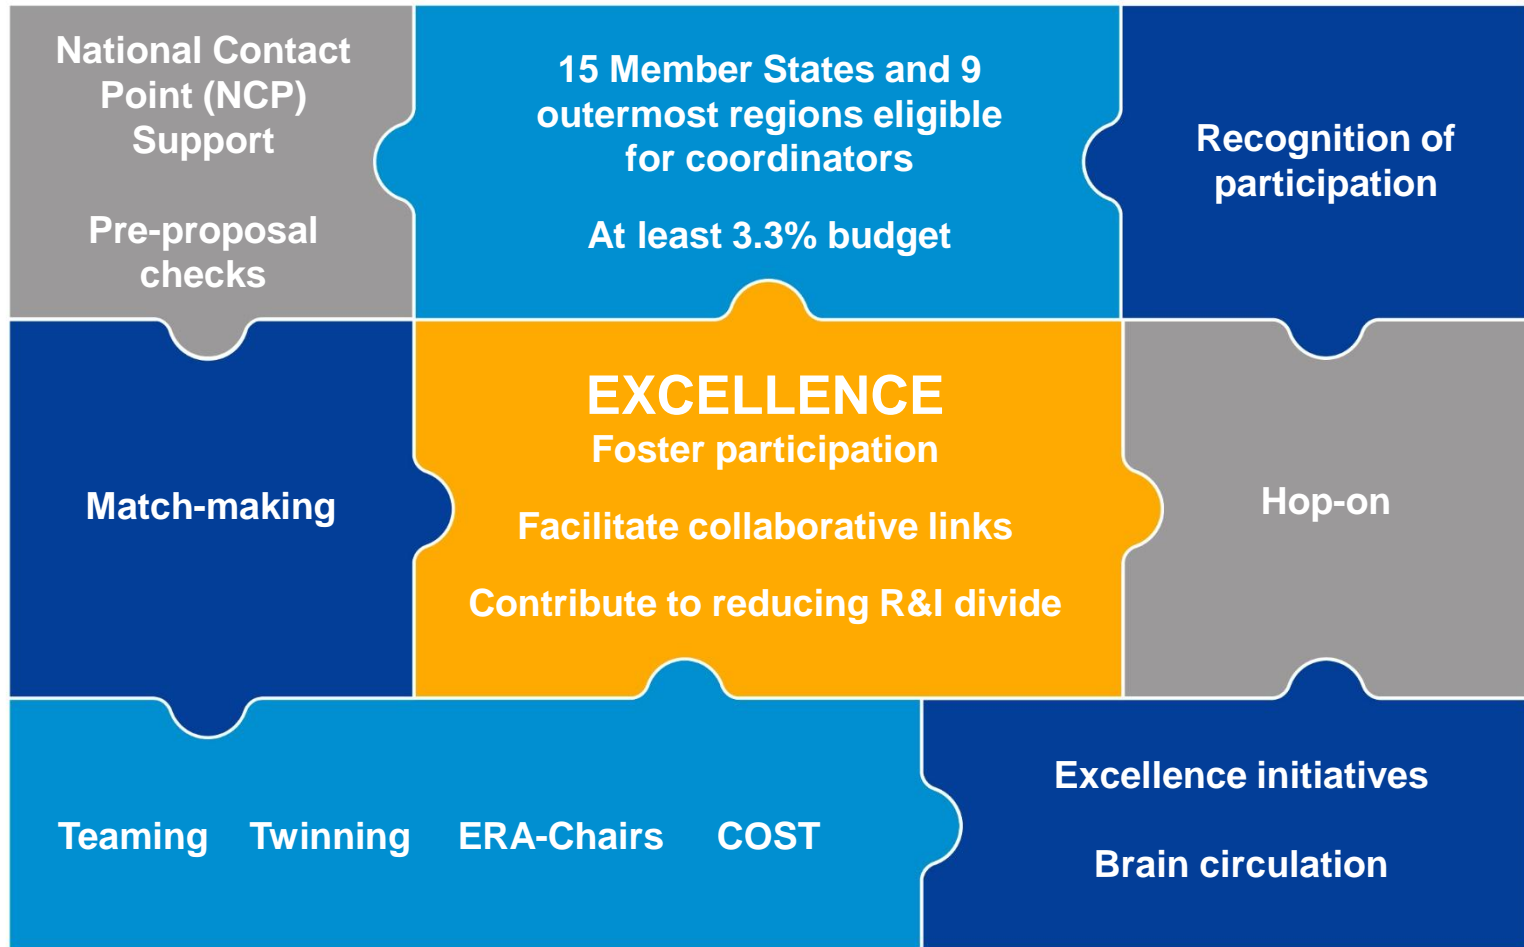 National Contact
Point (NCP)
Support
Pre-proposal
checks
15 Member States and 9
outermost regions eligible
for coordinators
At least 3.3% budget
Recognition of
participation
Match-making
EXCELLENCE
Foster participation
Facilitate collaborative links
Contribute to reducing R&I divide
Hop-on
Teaming Twinning ERA-Chairs COST
Excellence initiatives
Brain circulation